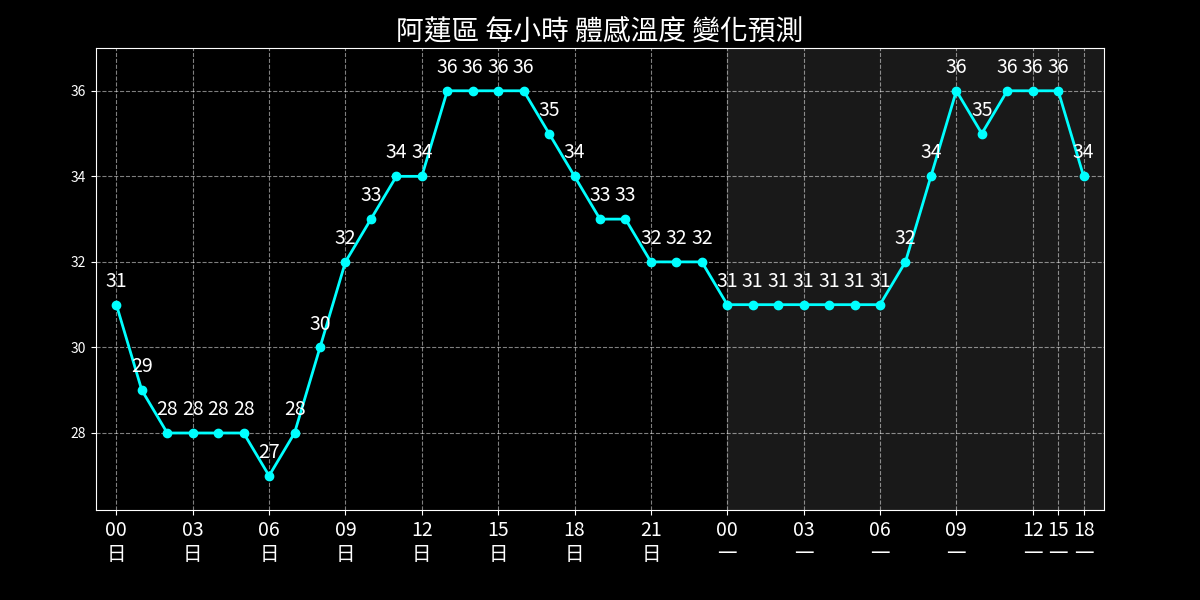 阿蓮區 每小時 體感溫度 變化預測
36 36 36 36 36 36 36 36
36
35 35
34 34 34 34 34
34
33 33 33
32 32 32 32 32
32
31 31 31 31 31 31 31 31
30
30
29
28 28 28 28 28
28
27
00 03 06 09 12 15 18 21 00 03 06 09 12 15 18
日 日 日 日 日 日 日 日 一 一 一 一 一 一 一